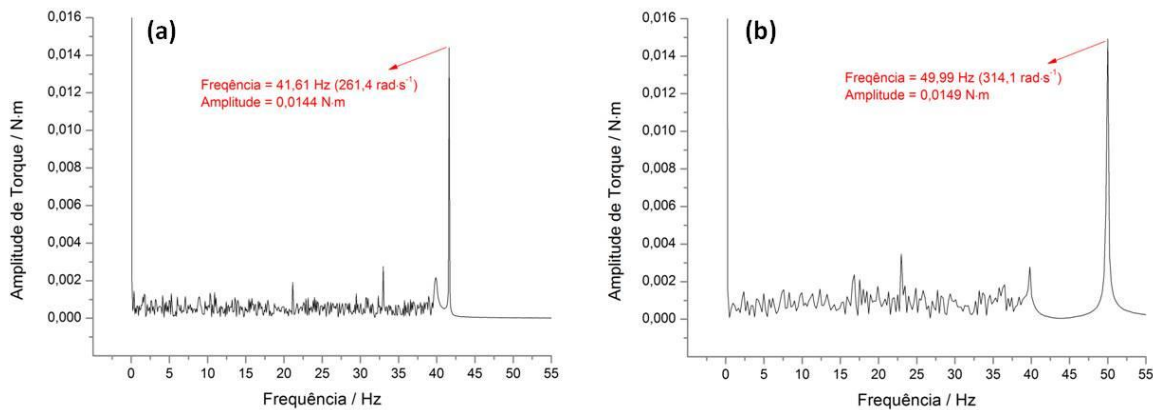 (a)
Amplitude de Torque / N·m
0,016
0,014
0,012
0,010
0,008
0,006
0,004
0,002
0,000
Freqência = 41,61 Hz (261,4 rad·s⁻¹)
Amplitude = 0,0144 N·m
0 5 10 15 20 25 30 35 40 45 50 55
Frequência / Hz
(b)
Amplitude de Torque / N·m
0,016
0,014
0,012
0,010
0,008
0,006
0,004
0,002
0,000
Freqência = 49,99 Hz (314,1 rad·s⁻¹)
Amplitude = 0,0149 N·m
0 5 10 15 20 25 30 35 40 45 50 55
Frequência / Hz